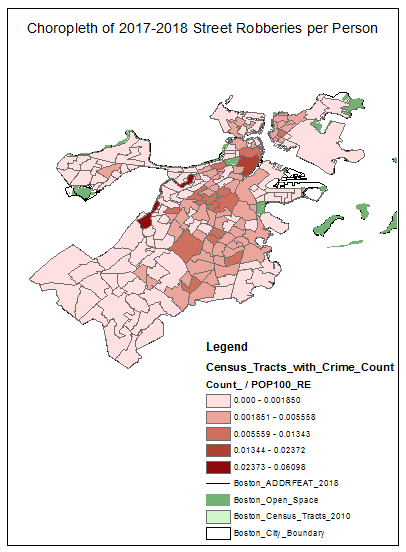 Choropleth of 2017-2018 Street Robberies per Person
Legend
Census_Tracts_with_Crime_Count
Count_ / POP100_RE
0.000 - 0.001850
0.001851 - 0.005558
0.005559 - 0.01343
0.01344 - 0.02372
0.02373 - 0.06098
Boston_ADDRFEAT_2018
Boston_Open_Space
Boston_Census_Tracts_2010
Boston_City_Boundary